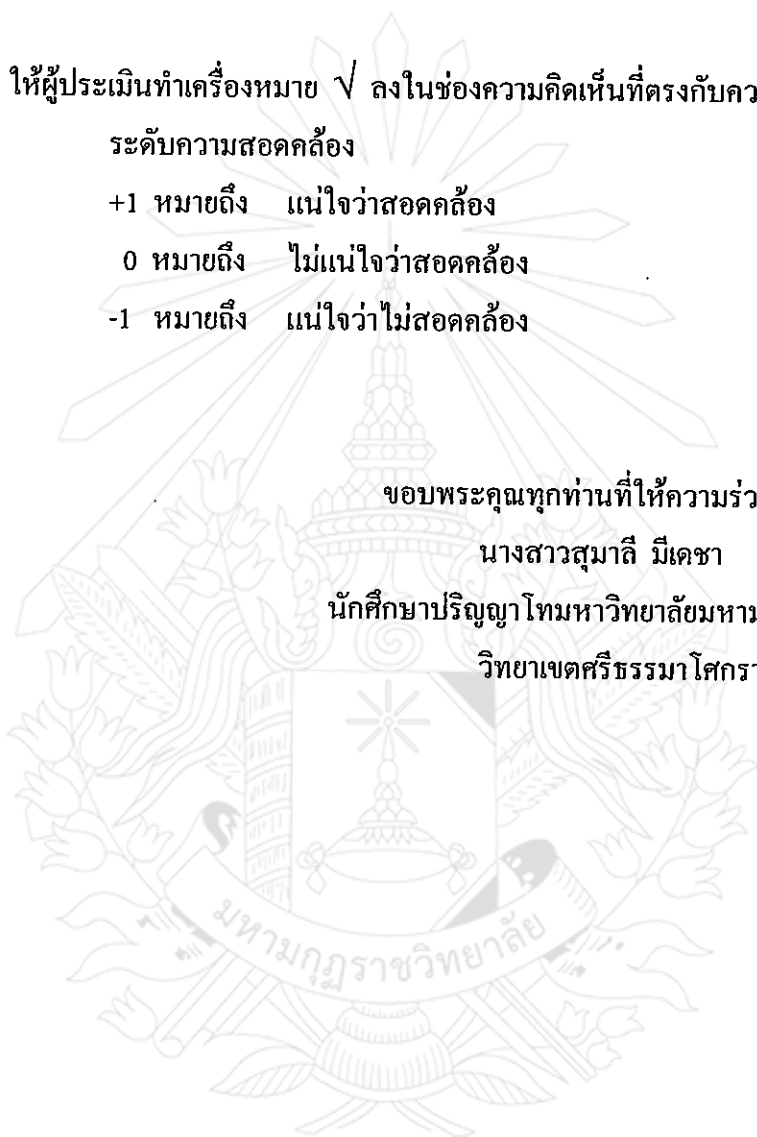 ให้ผู้ประเมินทำเครื่องหมาย √ ลงในช่องความคิดเห็นที่ตรงกับคว
ระดับความสอดคล้อง
+1 หมายถึง แน่ใจว่าสอดคล้อง
0 หมายถึง ไม่แน่ใจว่าสอดคล้อง
-1 หมายถึง แน่ใจว่าไม่สอดคล้อง
ขอบพระคุณทุกท่านที่ให้ความร่ว
นางสาวสุมาลี มีเดชา
นักศึกษาปริญญาโทมหาวิทยาลัยมหาม
วิทยาเขตศรีธรรมาโศกรา
มหามกุฏราชวิทยาลัย